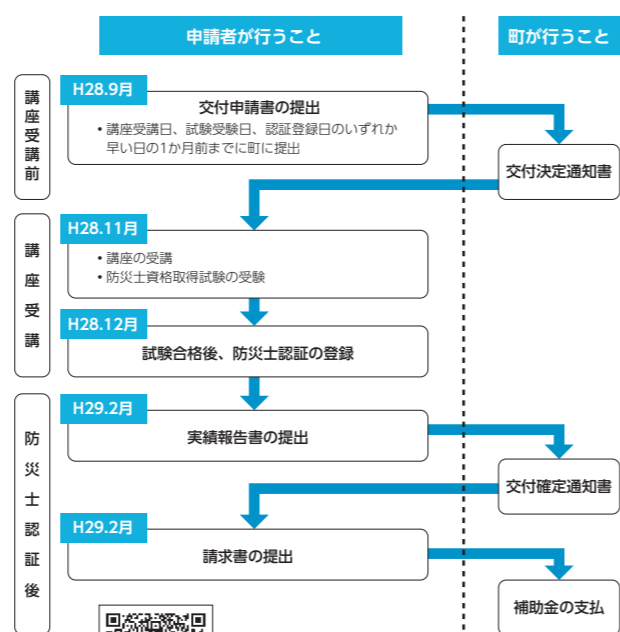 申請者が行うこと
町が行うこと
講座受講前
H28.9月
交付申請書の提出
• 講座受講日、試験受験日、認証登録日のいずれか
早い日の1か月前までに町に提出
交付決定通知書
講座受講
H28.11月
• 講座の受講
• 防災士資格取得試験の受験
H28.12月
試験合格後、防災士認証の登録
防災士認証後
H29.2月
実績報告書の提出
交付確定通知書
H29.2月
請求書の提出
補助金の支払